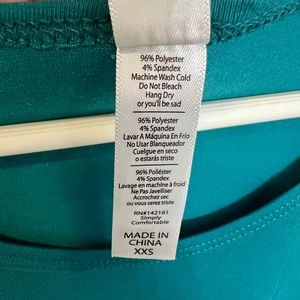 96% Polyester
4% Spandex
Machine Wash Cold
Do Not Bleach
Hang Dry
or you'll be sad
96% Polyester
4% Spandex
Lavar A Máquina En Frío
No Usar Blanqueador
Cuelgue en seco
o estarás triste
96% Poliéster
4% Spandex
Lavage en machine à froid
Ne Pas Javelliser
Accrochez sec
ou vous serez triste
RN#142161
Simply
Comfortable
MADE IN
CHINA
XXS